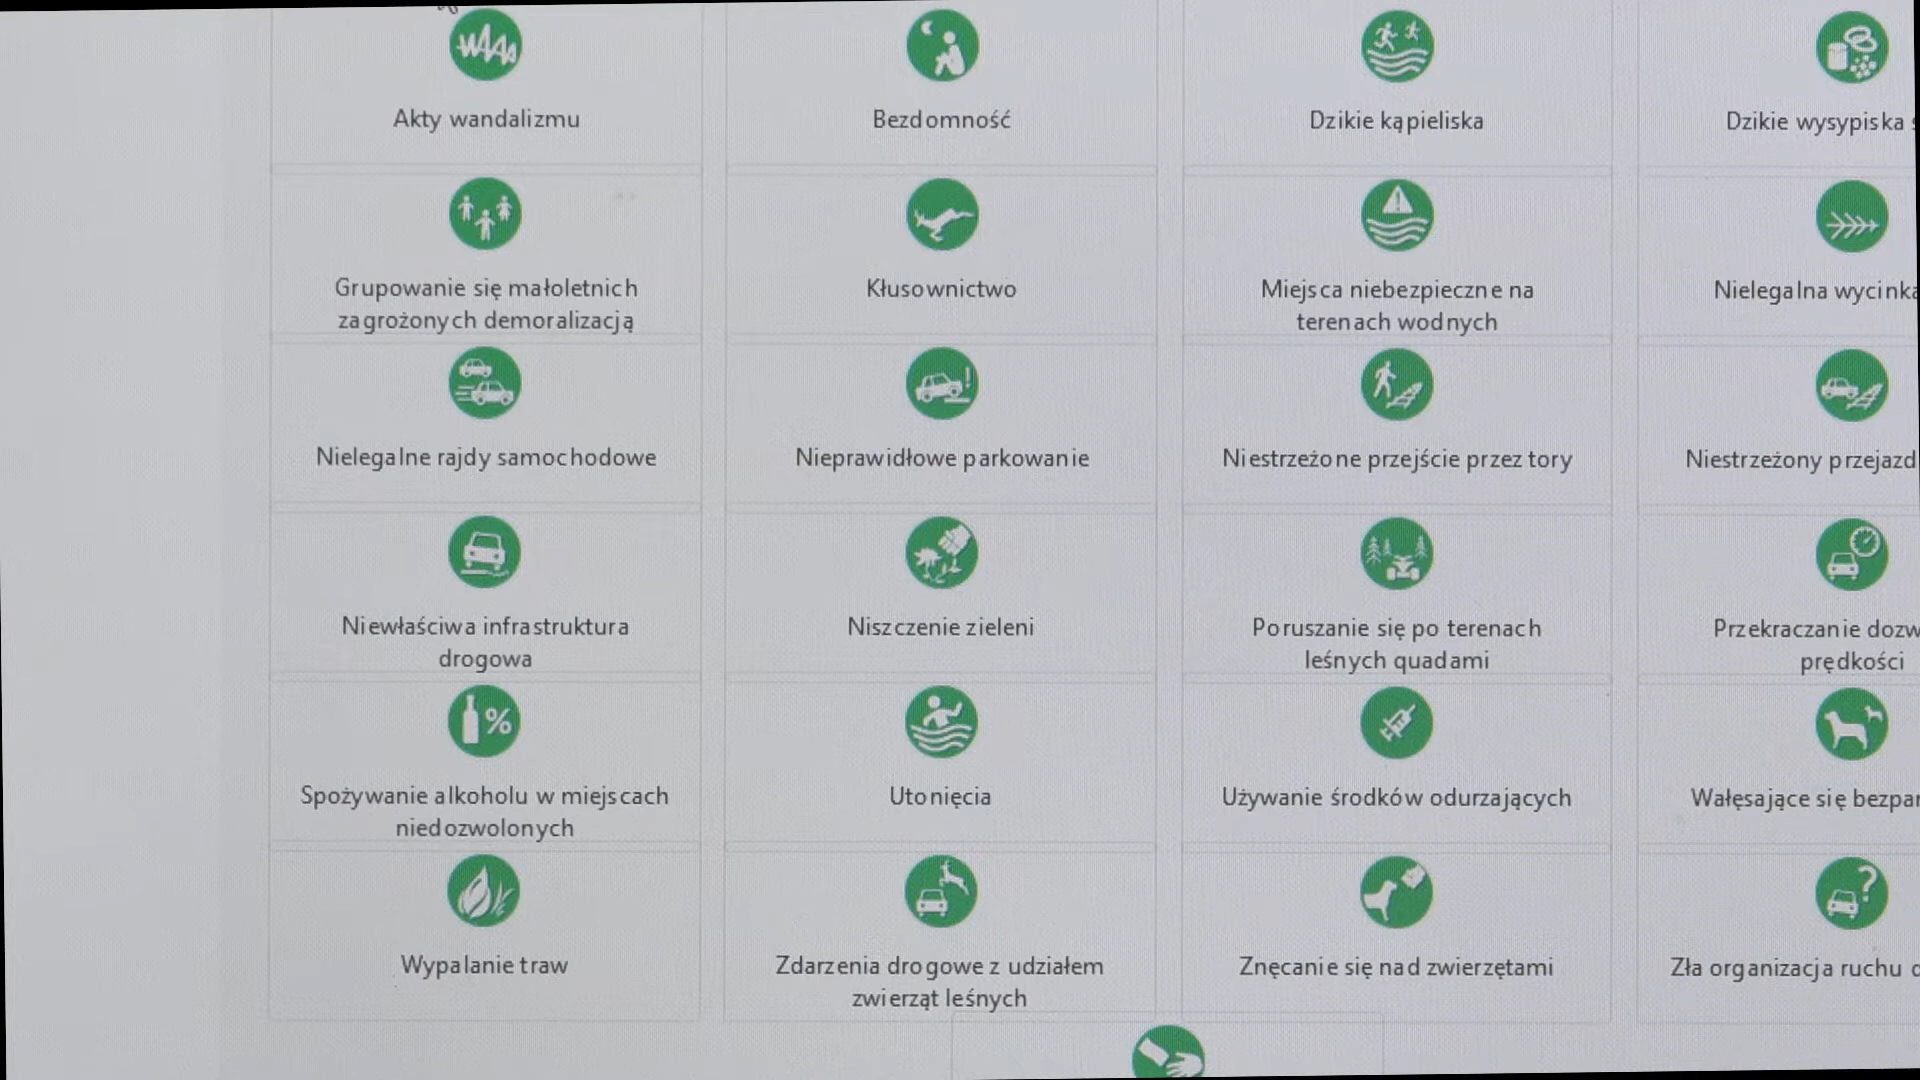 Akty wandalizmu
Bezdomność
Dzikie kąpieliska
Dzikie wysypiska
Grupowanie się małoletnich
zagrożonych demoralizacją
Kłusownictwo
Miejsca niebezpieczne na
terenach wodnych
Nielegalna
Nielegalne rajdy samochodowe
Nieprawidłowe parkowanie
Niestrzeżone przejście przez tory
Niestrzeżony przejazd
Niewłaściwa infrastruktura
drogowa
Niszczenie zieleni
Poruszanie się po terenach
leśnych quadami
Przekraczanie
prędkości
Spożywanie alkoholu w miejscach
niedozwolonych
%
Utonięcia
Używanie środków odurzających
Wałęsające się
Wypalanie traw
Zdarzenia drogowe z udziałem
zwierząt leśnych
Znęcanie się nad zwierzętami
Zła organizacja ruchu